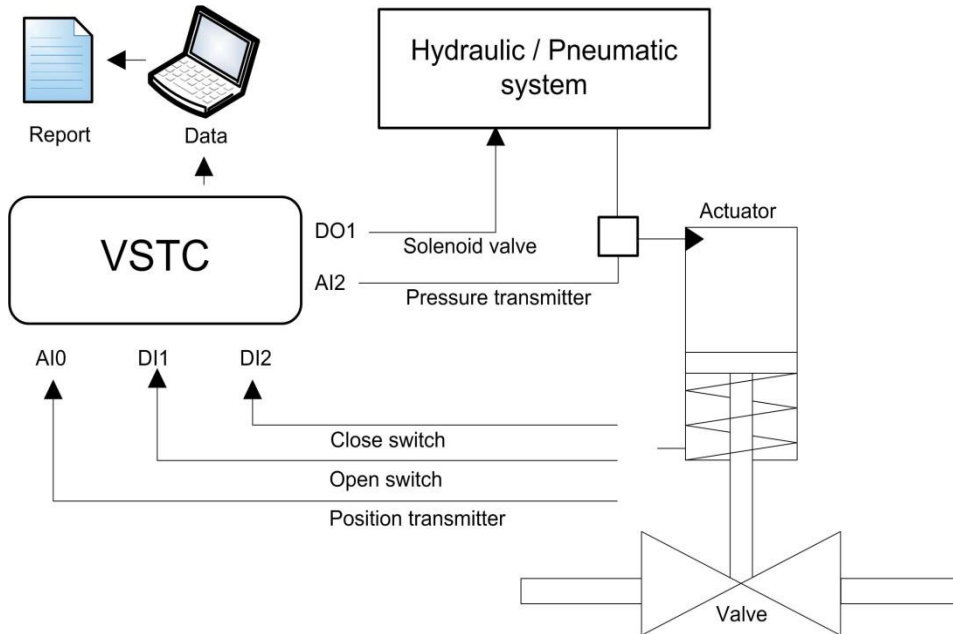 Hydraulic / Pneumatic
system
Report
Data
Actuator
VSTC
DO1
Solenoid valve
AI2
Pressure transmitter
AI0
DI1
DI2
Close switch
Open switch
Position transmitter
Valve